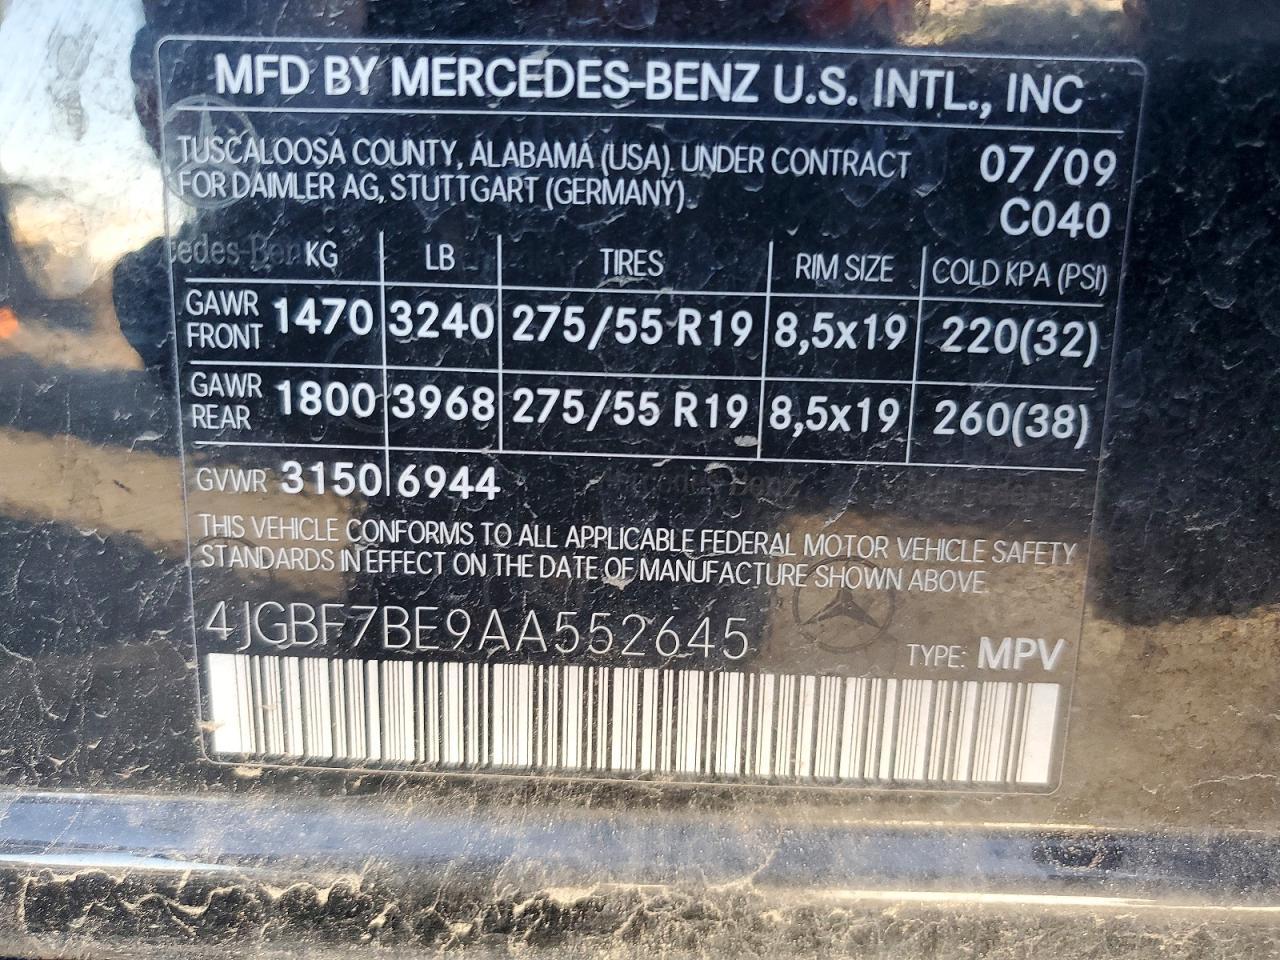 MFD BY MERCEDES-BENZ U.S. INTL., INC
TUSCALOOSA COUNTY, ALABAMA (USA). UNDER CONTRACT 07/09
FOR DAIMLER AG, STUTTGART (GERMANY). C040
KG LB TIRES RIM SIZE COLD KPA (PSI)
GAWR FRONT 1470 3240 275/55 R19 8,5x19 220(32)
GAWR REAR 1800 3968 275/55 R19 8,5x19 260(38)
GVWR 3150 6944
THIS VEHICLE CONFORMS TO ALL APPLICABLE FEDERAL MOTOR VEHICLE SAFETY
STANDARDS IN EFFECT ON THE DATE OF MANUFACTURE SHOWN ABOVE.
4JGBF7BE9AA552645
TYPE: MPV